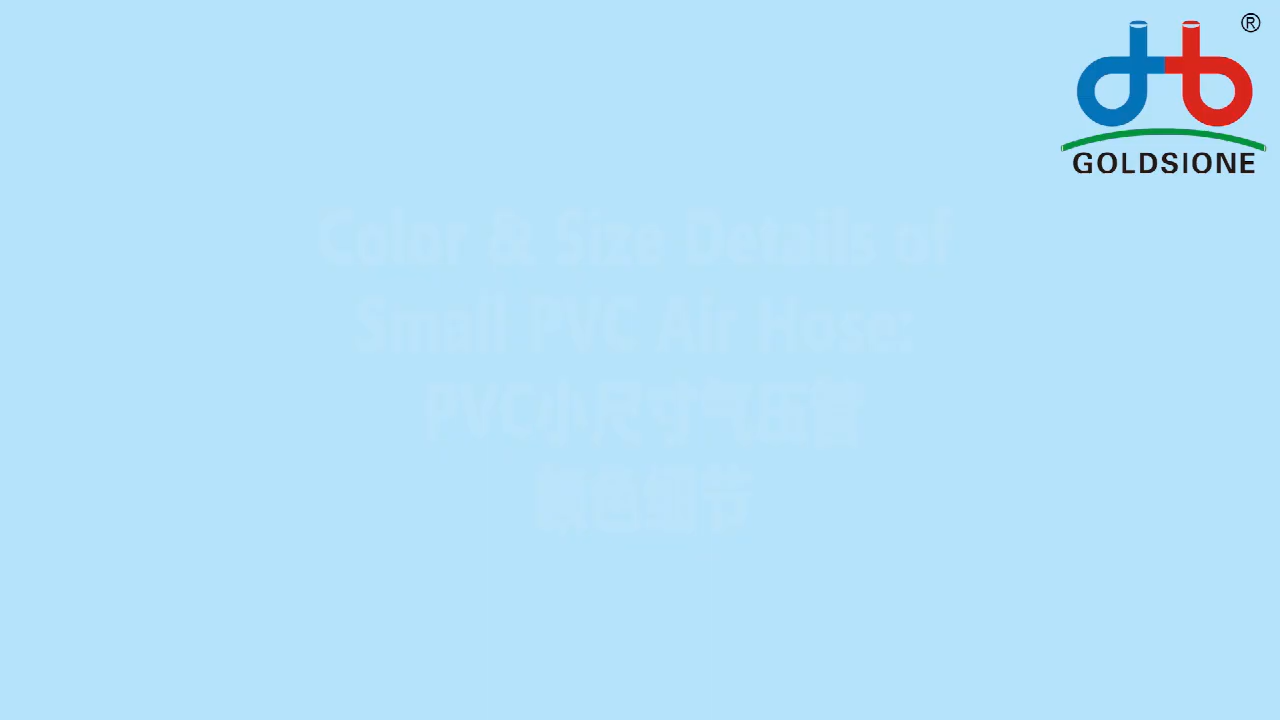 ®
GOLDSIONE
Color & Size Details of
Small PVC Air Hose:
PVC小尺寸气压管
颜色细节